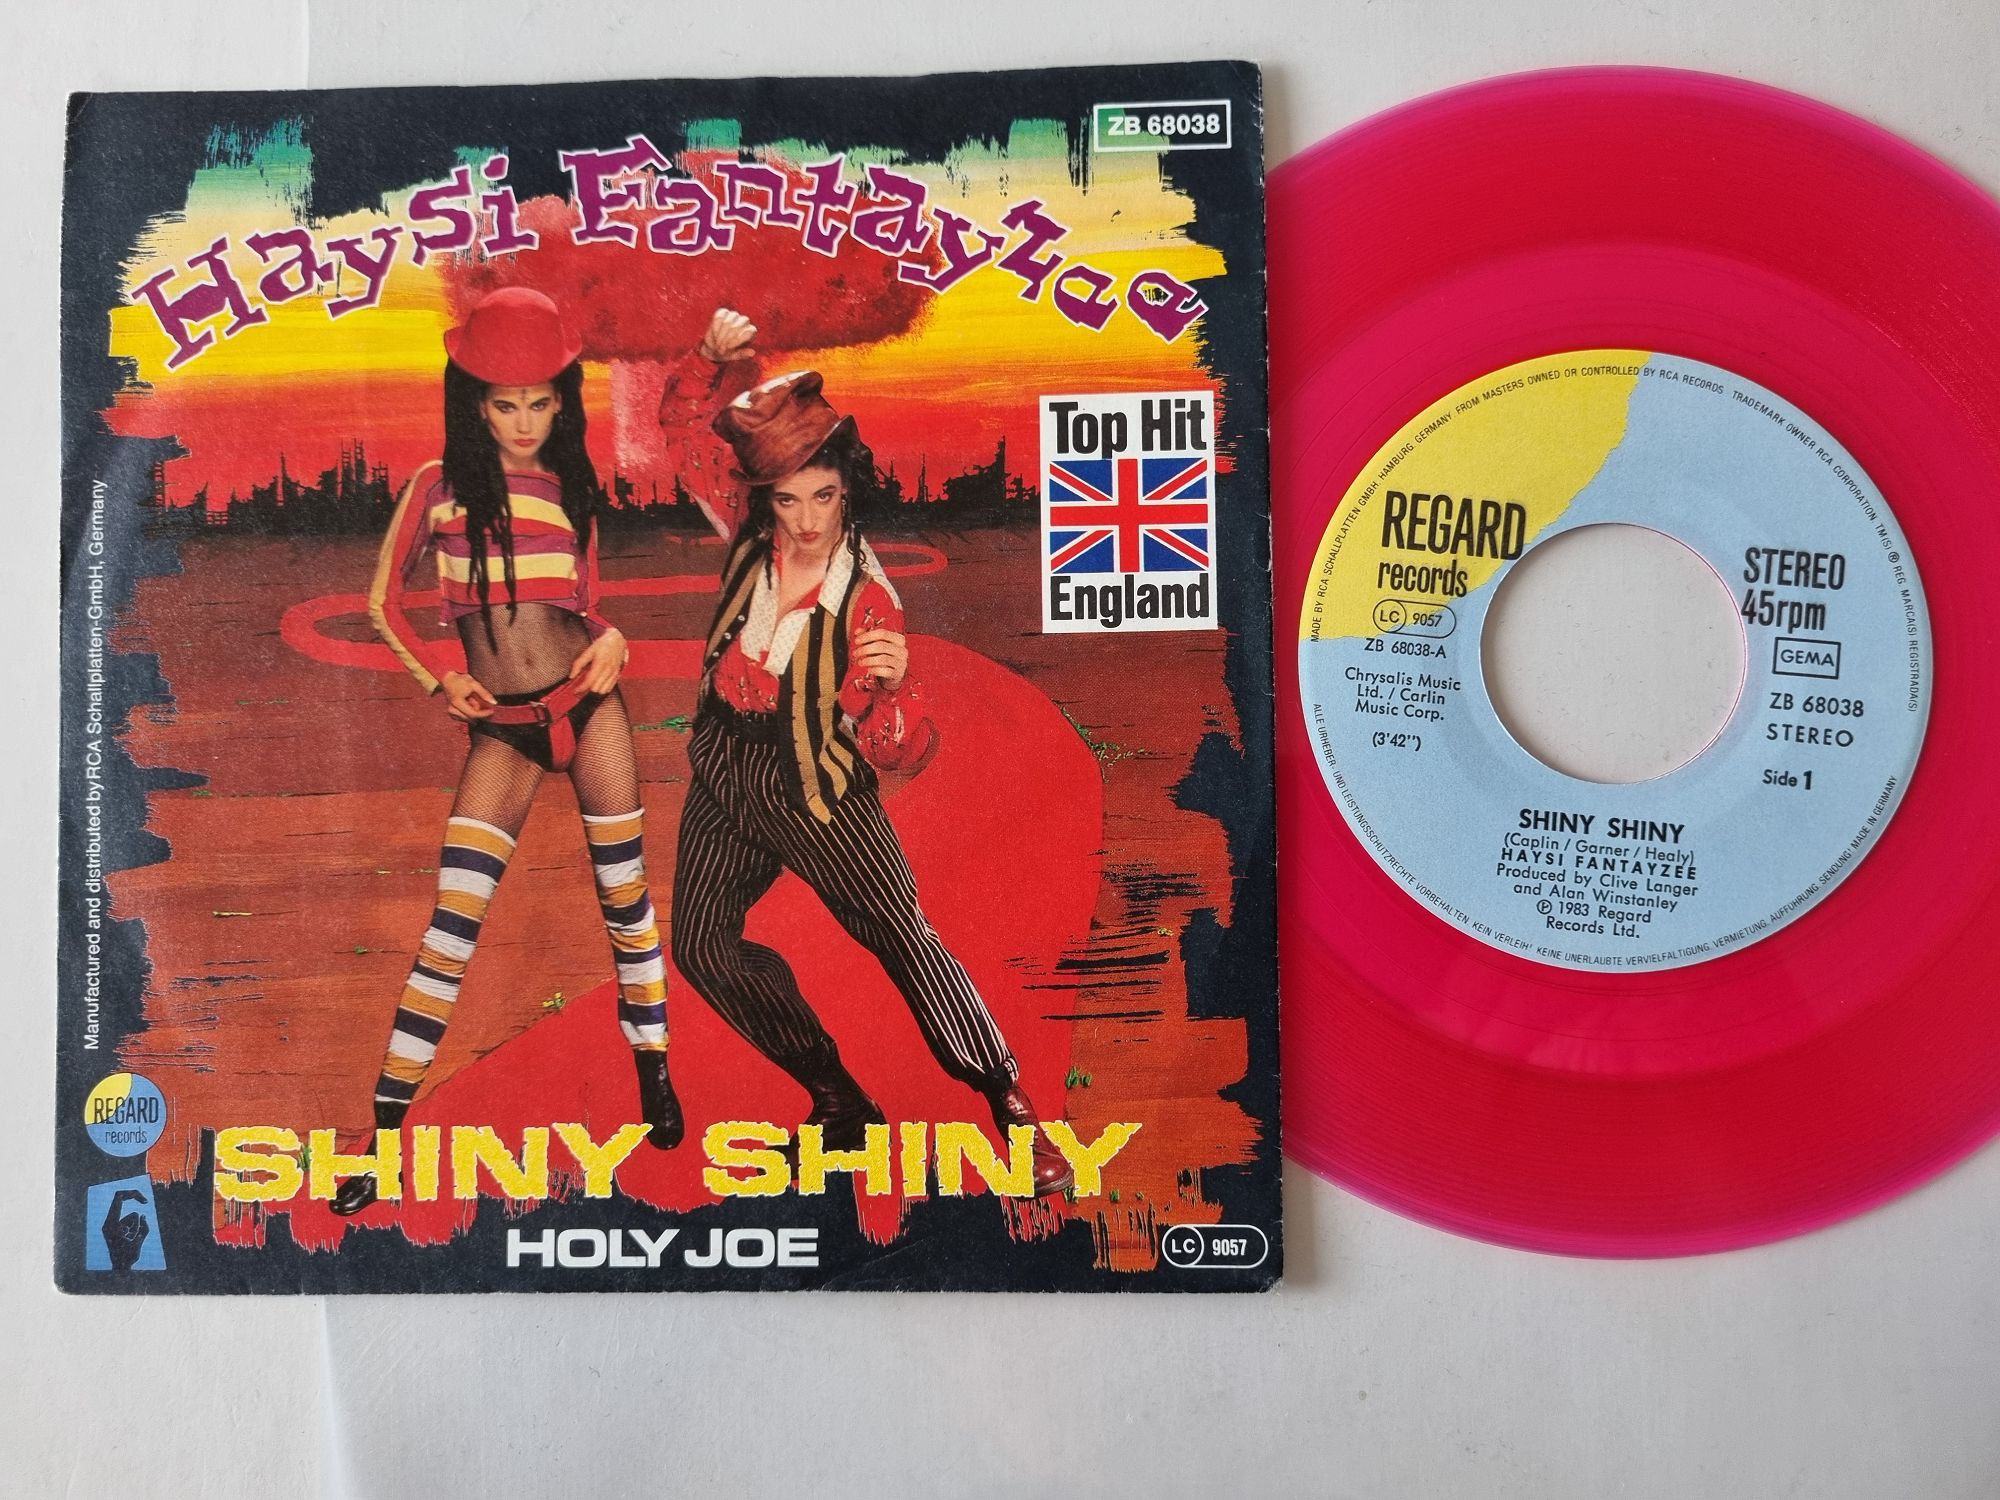 ZB 68038
Haysi Fantayzee
Top Hit
England
Manufactured and distributed by RCA Schallplatten-GmbH, Germany
REGARD
records
SHINY SHINY
HOLY JOE
LC 9057
MADE BY RCA SCHALLPLATTEN GMBH HAMBURG GERMANY FROM MASTERS OWNED OR CONTROLLED BY RCA RECORDS TRADEMARK OWNER RCA CORPORATION TM(S) ® REG. MARCA(S) REGISTRADA(S)
REGARD
records
LC 9057
ZB 68038-A
Chrysalis Music
Ltd. / Carlin
Music Corp.
(3'42")
STEREO
45rpm
GEMA
ZB 68038
STEREO
Side 1
SHINY SHINY
(Caplin / Garner / Healy)
HAYSI FANTAYZEE
Produced by Clive Langer
and Alan Winstanley
℗ 1983 Regard
Records Ltd.
ALLE URHEBER- UND LEISTUNGSSCHUTZRECHTE VORBEHALTEN. KEIN VERLEIH! KEINE UNERLAUBTE VERVIELFÄLTIGUNG, VERMIETUNG, AUFFÜHRUNG, SENDUNG! MADE IN GERMANY